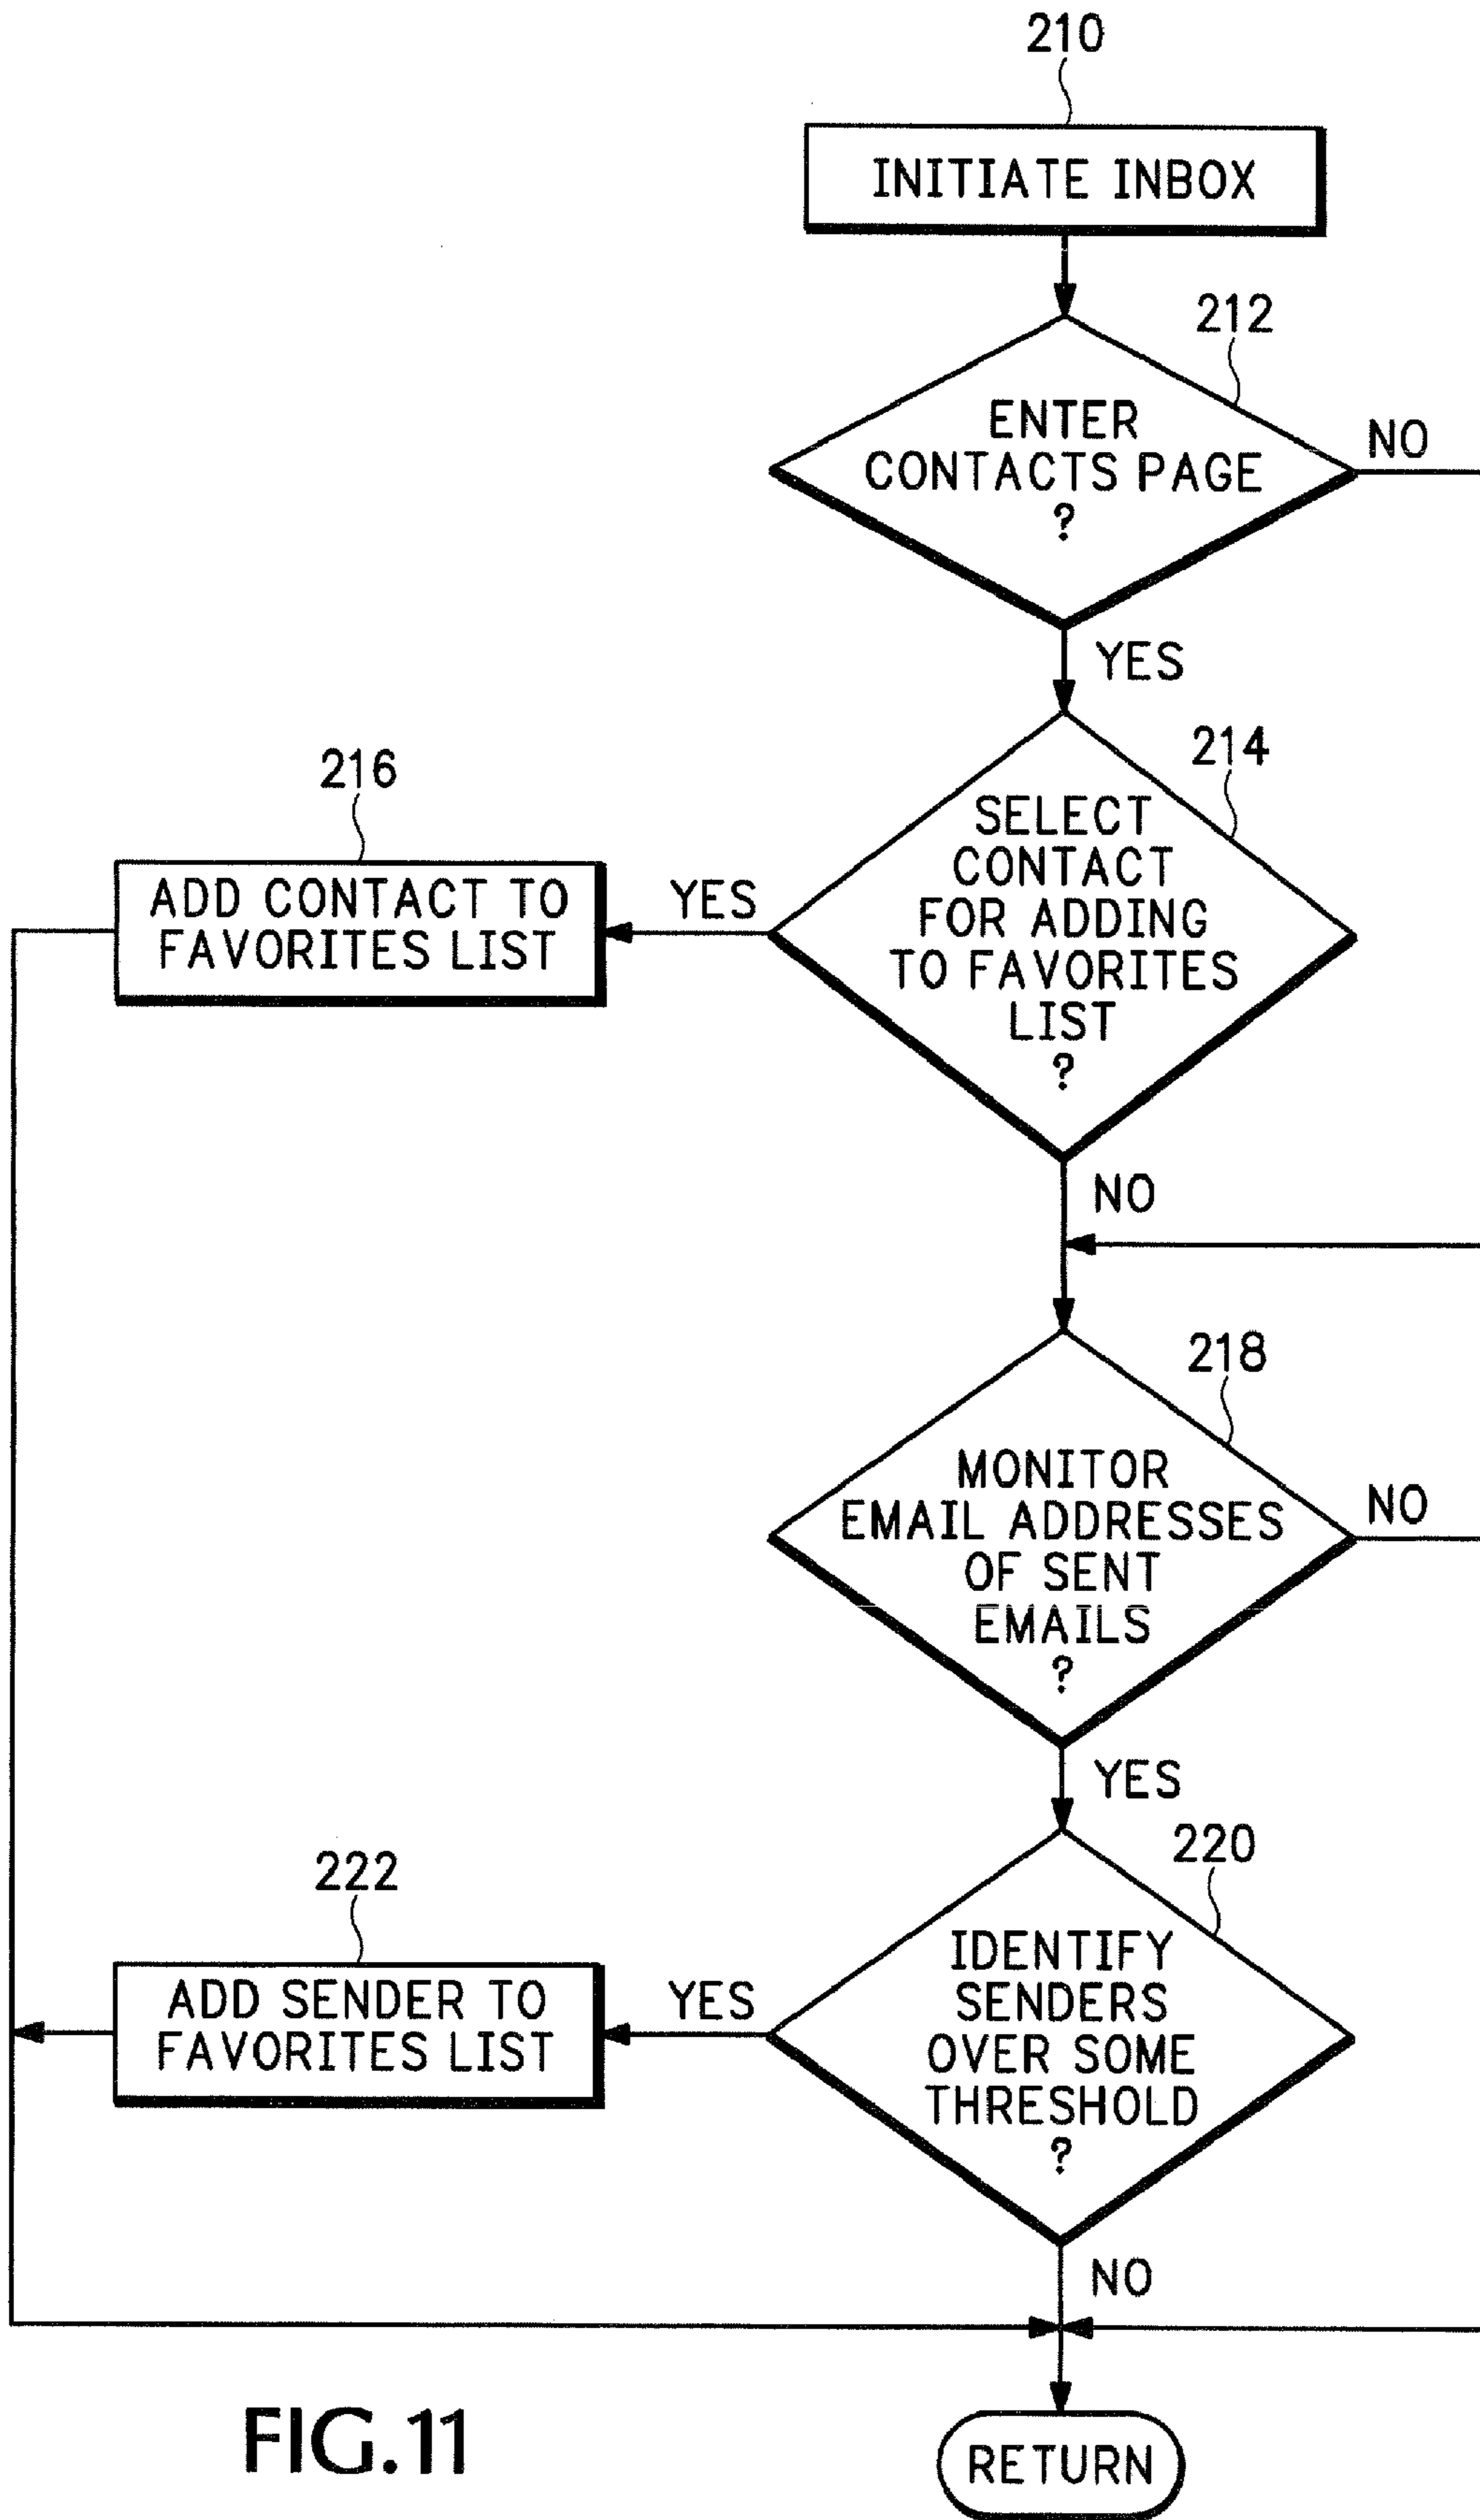 210
INITIATE INBOX
212
ENTER
CONTACTS PAGE
?
NO
YES
214
SELECT
CONTACT
FOR ADDING
TO FAVORITES
LIST
?
YES
216
ADD CONTACT TO
FAVORITES LIST
NO
218
MONITOR
EMAIL ADDRESSES
OF SENT
EMAILS
?
NO
YES
220
IDENTIFY
SENDERS
OVER SOME
THRESHOLD
?
YES
222
ADD SENDER TO
FAVORITES LIST
NO
RETURN
FIG.11